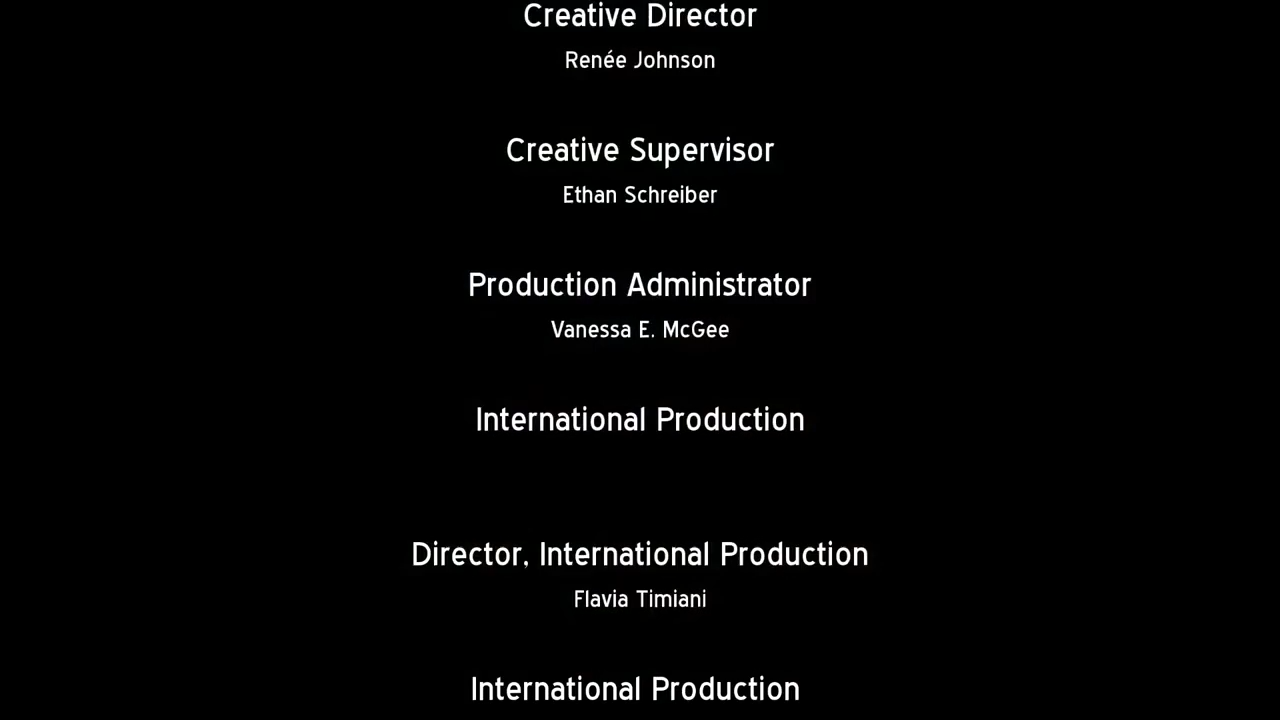 Creative Director
Renée Johnson
Creative Supervisor
Ethan Schreiber
Production Administrator
Vanessa E. McGee
International Production
Director, International Production
Flavia Timiani
International Production